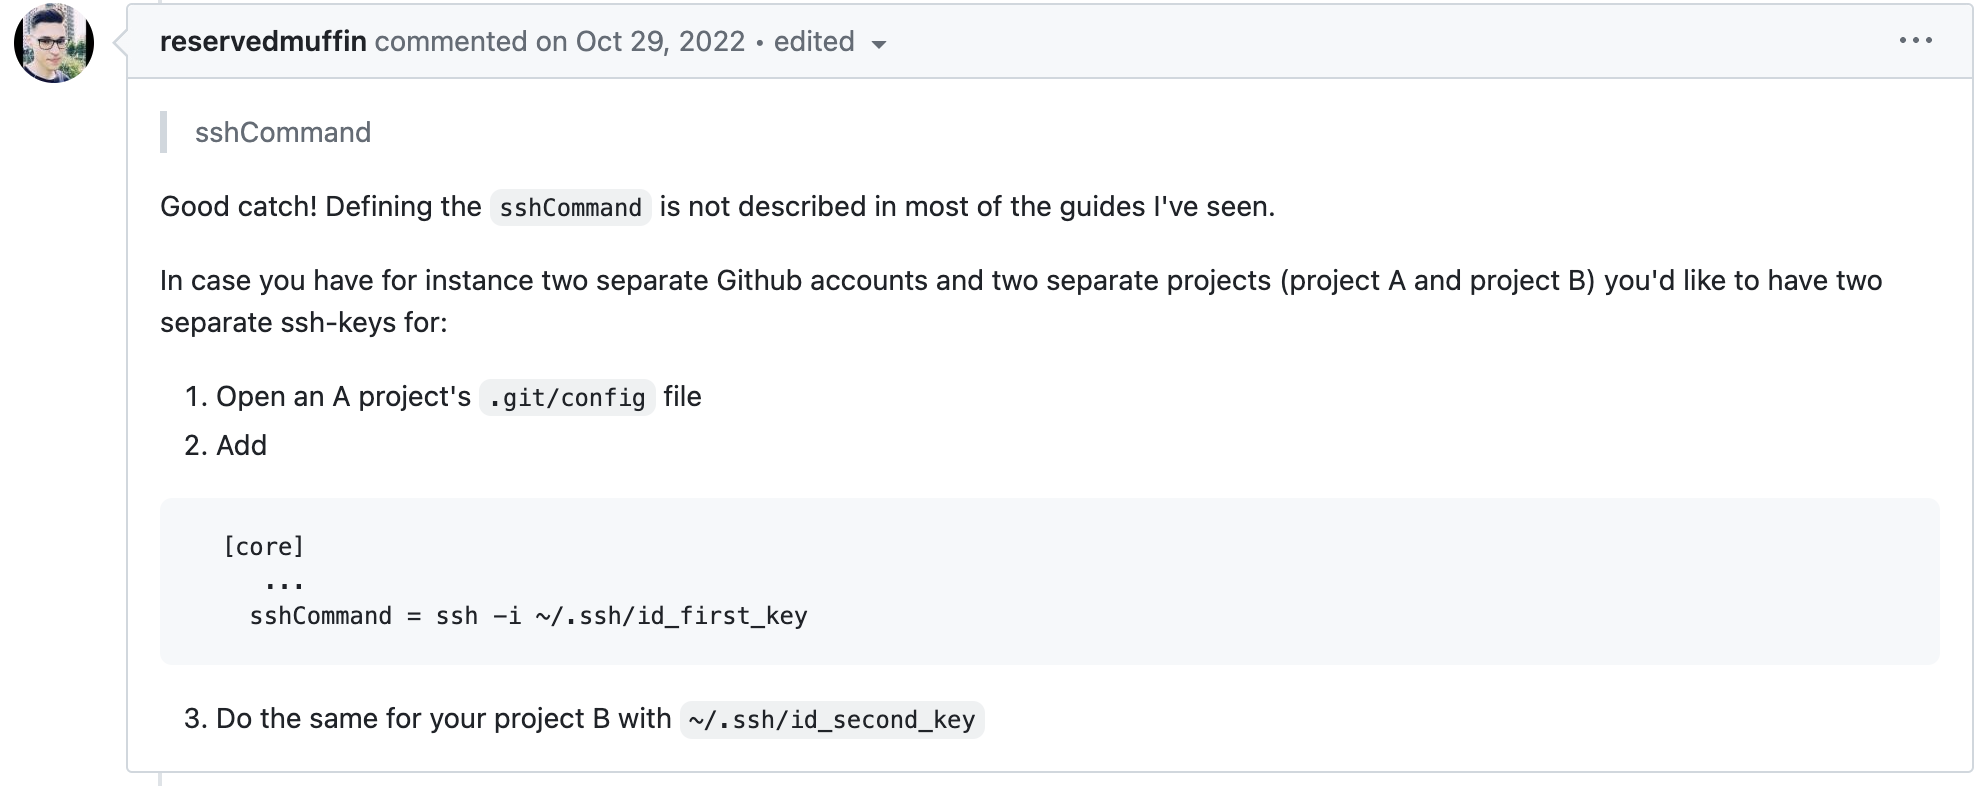 reservedmuffin commented on Oct 29, 2022 • edited
sshCommand
Good catch! Defining the sshCommand is not described in most of the guides I've seen.
In case you have for instance two separate Github accounts and two separate projects (project A and project B) you'd like to have two
separate ssh-keys for:
1. Open an A project's .git/config file
2. Add
[core]
...
sshCommand = ssh -i ~/.ssh/id_first_key
3. Do the same for your project B with ~/.ssh/id_second_key